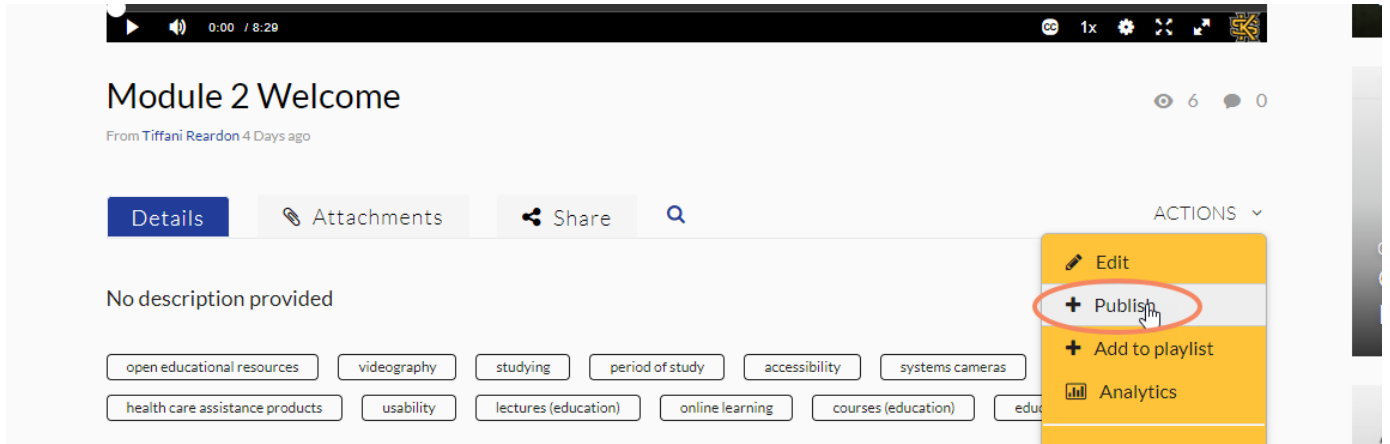 0:00 / 8:29 CC 1x KS
Module 2 Welcome 6 0
From Tiffani Reardon 4 Days ago
Details Attachments Share ACTIONS
Edit
No description provided
Publish
Add to playlist
open educational resources videography studying period of study accessibility systems cameras
Analytics
health care assistance products usability lectures (education) online learning courses (education)